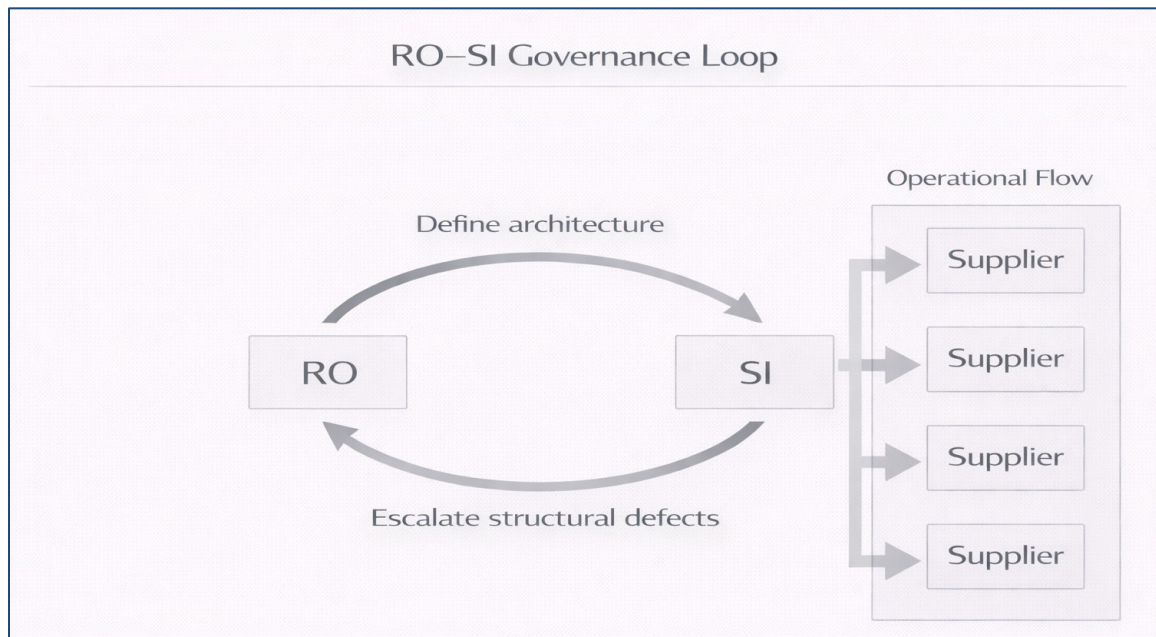 RO–SI Governance Loop
Operational Flow
Define architecture
Supplier
Supplier
RO
SI
Supplier
Escalate structural defects
Supplier